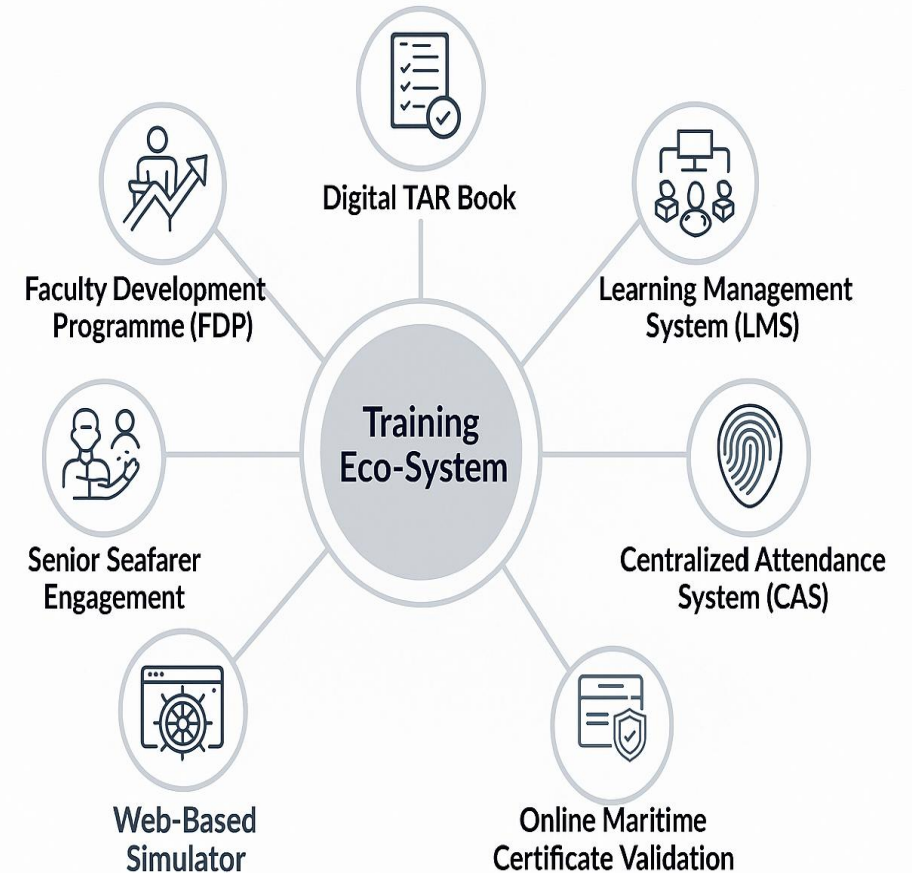 Digital TAR Book
Faculty Development
Programme (FDP)
Learning Management
System (LMS)
Training
Eco-System
Senior Seafarer
Engagement
Centralized Attendance
System (CAS)
Web-Based
Simulator
Online Maritime
Certificate Validation